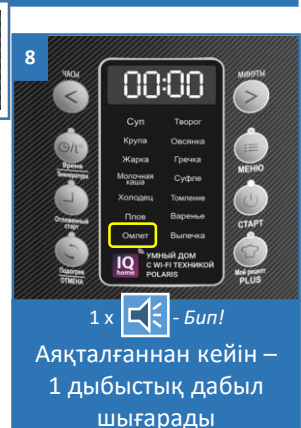 8
ЧАСЫ
00:00
МИНУТЫ
Суп Творог
Крупа Овсянка
Жарка Гречка
Молочная каша Суфле
Холодец Томление
Плов Варенье
Омлет Выпечка
Время
Температура
МЕНЮ
Отложенный
старт
СТАРТ
Подогрев
ОТМЕНА
Мой рецепт
PLUS
IQ
home
УМНЫЙ ДОМ
С WI-FI ТЕХНИКОЙ
POLARIS
1 x - Бип!
Аяқталғаннан кейін –
1 дыбыстық дабыл
шығарады